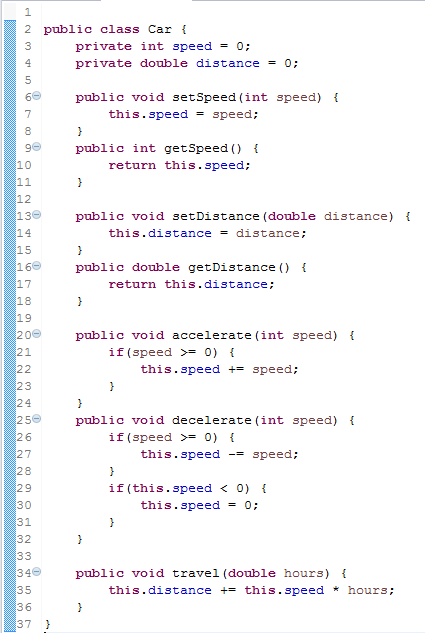 1
2 public class Car {
3     private int speed = 0;
4     private double distance = 0;
5
6     public void setSpeed(int speed) {
7         this.speed = speed;
8     }
9     public int getSpeed() {
10         return this.speed;
11     }
12
13     public void setDistance(double distance) {
14         this.distance = distance;
15     }
16     public double getDistance() {
17         return this.distance;
18     }
19
20     public void accelerate(int speed) {
21         if(speed >= 0) {
22             this.speed += speed;
23         }
24     }
25     public void decelerate(int speed) {
26         if(speed >= 0) {
27             this.speed -= speed;
28         }
29         if(this.speed < 0) {
30             this.speed = 0;
31         }
32     }
33
34     public void travel(double hours) {
35         this.distance += this.speed * hours;
36     }
37 }